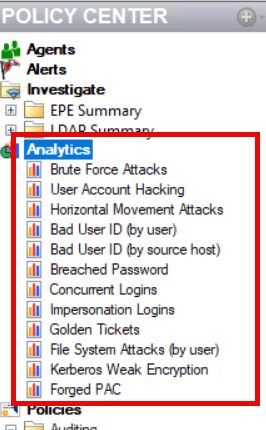 POLICY CENTER
Agents
Alerts
Investigate
EPE Summary
LDAP Summary
Analytics
Brute Force Attacks
User Account Hacking
Horizontal Movement Attacks
Bad User ID (by user)
Bad User ID (by source host)
Breached Password
Concurrent Logins
Impersonation Logins
Golden Tickets
File System Attacks (by user)
Kerberos Weak Encryption
Forged PAC
Policies
Auditing